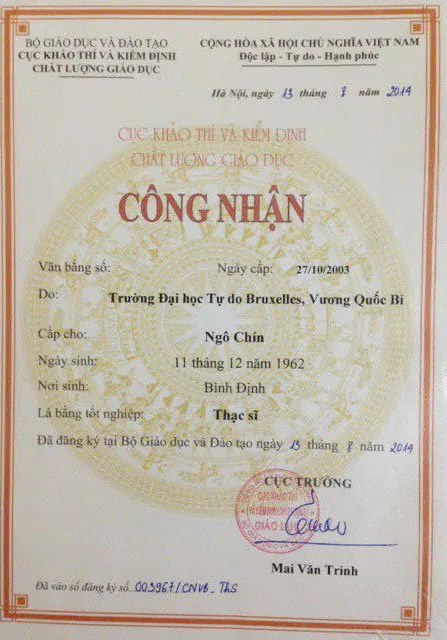 BỘ GIÁO DỤC VÀ ĐÀO TẠO
CỤC KHẢO THÍ VÀ KIỂM ĐỊNH
CHẤT LƯỢNG GIÁO DỤC
CỘNG HÒA XÃ HỘI CHỦ NGHĨA VIỆT NAM
Độc lập - Tự do - Hạnh phúc
Hà Nội, ngày 13 tháng 8 năm 2014
CỤC KHẢO THÍ VÀ KIỂM ĐỊNH
CHẤT LƯỢNG GIÁO DỤC
CÔNG NHẬN
Văn bằng số: Ngày cấp: 27/10/2003
Do: Trường Đại học Tự do Bruxelles, Vương Quốc Bỉ
Cấp cho: Ngô Chín
Ngày sinh: 11 tháng 12 năm 1962
Nơi sinh: Bình Định
Là bằng tốt nghiệp: Thạc sĩ
Đã đăng ký tại Bộ Giáo dục và Đào tạo ngày 13 tháng 8 năm 2014
CỤC TRƯỞNG
CỤC KHẢO THÍ
GIÁO DỤC
Mai Văn Trinh
Đã vào sổ đăng ký số. 003967/CNVB. ThS